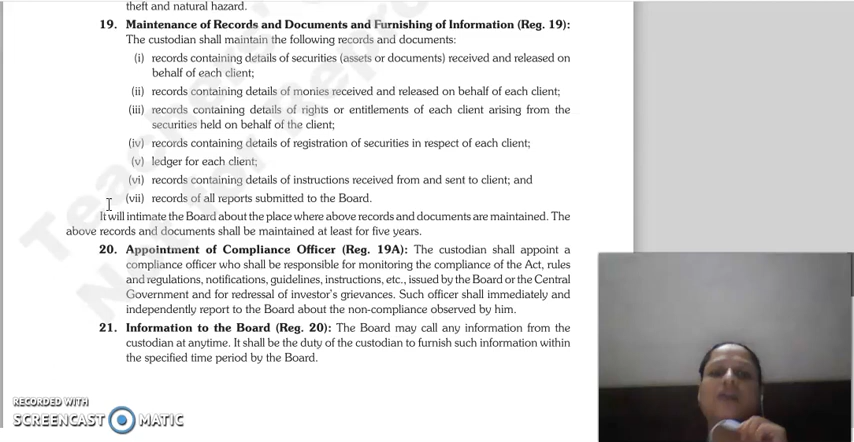 theft and natural hazard.
19. Maintenance of Records and Documents and Furnishing of Information (Reg. 19):
The custodian shall maintain the following records and documents:
(i) records containing details of securities (assets or documents) received and released on
behalf of each client;
(ii) records containing details of monies received and released on behalf of each client;
(iii) records containing details of rights or entitlements of each client arising from the
securities held on behalf of the client;
(iv) records containing details of registration of securities in respect of each client;
(v) ledger for each client;
(vi) records containing details of instructions received from and sent to client; and
(vii) records of all reports submitted to the Board.
It will intimate the Board about the place where above records and documents are maintained. The
above records and documents shall be maintained at least for five years.
20. Appointment of Compliance Officer (Reg. 19A): The custodian shall appoint a
compliance officer who shall be responsible for monitoring the compliance of the Act, rules
and regulations, notifications, guidelines, instructions, etc., issued by the Board or the Central
Government and for redressal of investor's grievances. Such officer shall immediately and
independently report to the Board about the non-compliance observed by him.
21. Information to the Board (Reg. 20): The Board may call any information from the
custodian at anytime. It shall be the duty of the custodian to furnish such information within
the specified time period by the Board.
RECORDED WITH
SCREENCAST MATIC